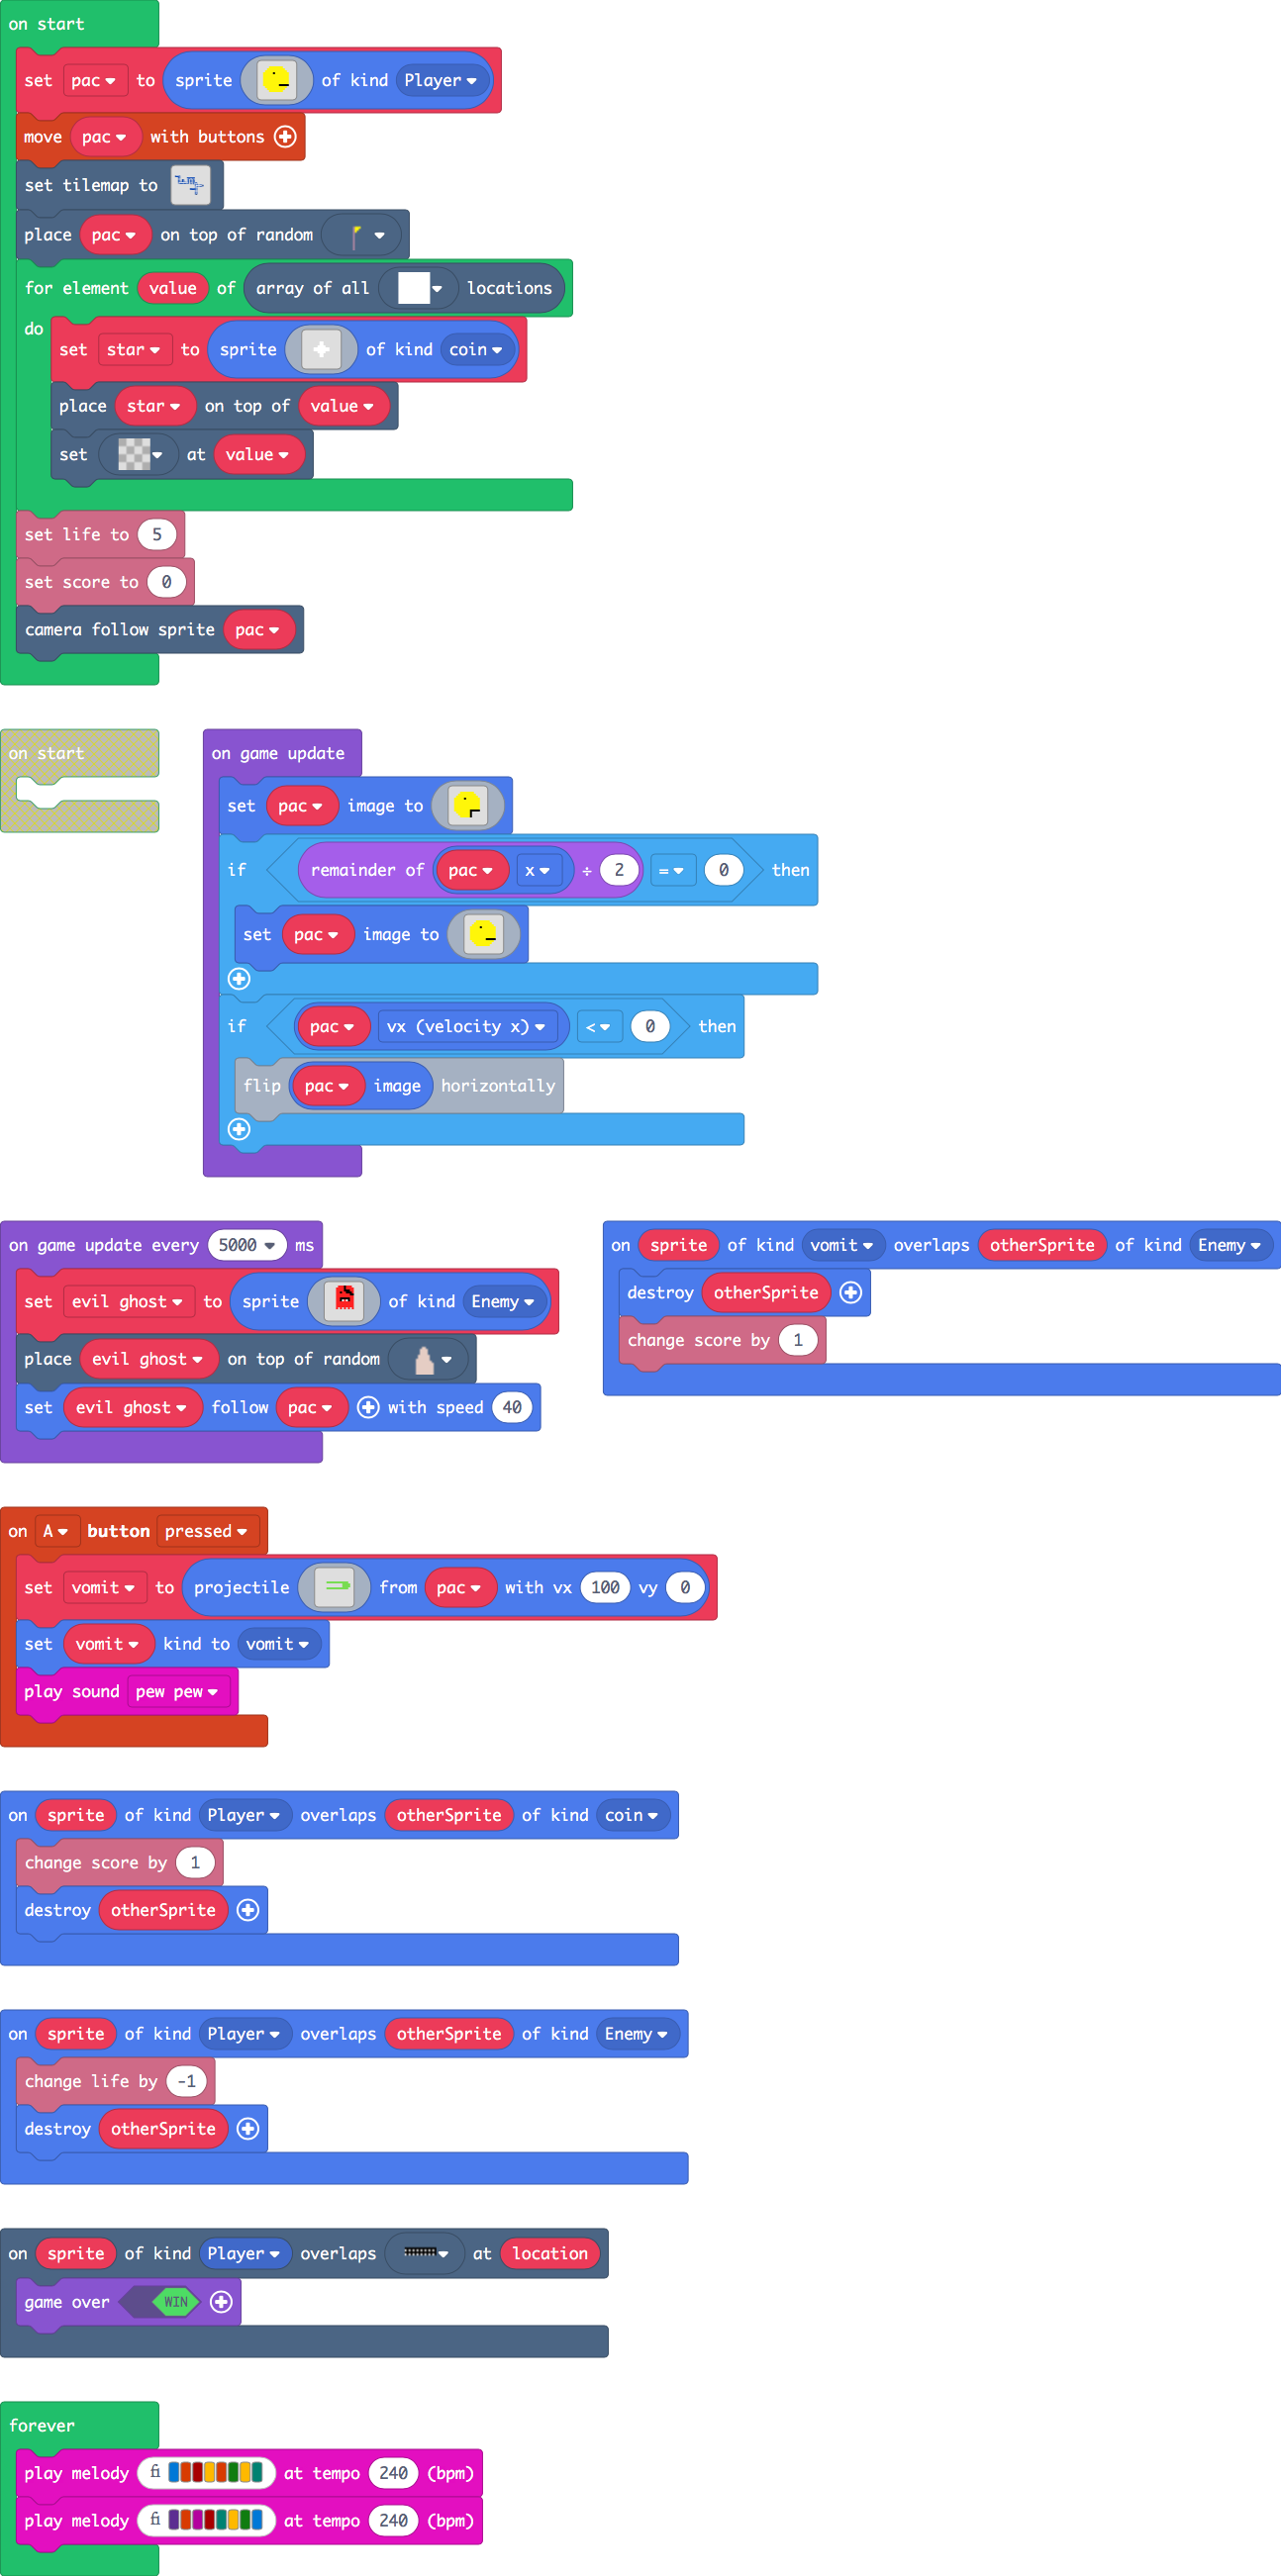 on start
set pac to sprite of kind Player
move pac with buttons
set tilemap to
place pac on top of random
for element value of array of all locations
do
set star to sprite of kind coin
place star on top of value
set at value
set life to 5
set score to 0
camera follow sprite pac
on start
on game update
set pac image to
if remainder of pac x ÷ 2 = 0 then
set pac image to
if pac vx (velocity x) < 0 then
flip pac image horizontally
on game update every 5000 ms
set evil ghost to sprite of kind Enemy
place evil ghost on top of random
set evil ghost follow pac with speed 40
on sprite of kind vomit overlaps otherSprite of kind Enemy
destroy otherSprite
change score by 1
on A button pressed
set vomit to projectile from pac with vx 100 vy 0
set vomit kind to vomit
play sound pew pew
on sprite of kind Player overlaps otherSprite of kind coin
change score by 1
destroy otherSprite
on sprite of kind Player overlaps otherSprite of kind Enemy
change life by -1
destroy otherSprite
on sprite of kind Player overlaps at location
game over WIN
forever
play melody at tempo 240 (bpm)
play melody at tempo 240 (bpm)